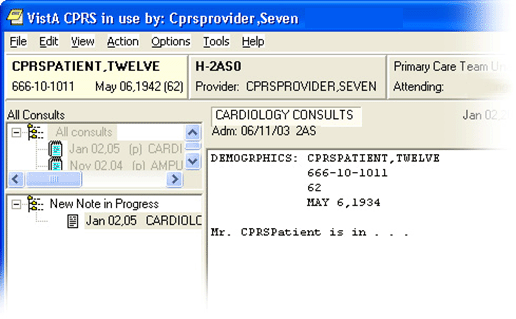 VistA CPRS in use by: Cprsprovider,Seven
File Edit View Action Options Tools Help
CPRSPATIENT,TWELVE
666-10-1011 May 06,1942 (62)
H-2AS0
Provider: CPRSPROVIDER,SEVEN
Primary Care Team
Attending:
All Consults
All consults
Jan 02,05 (p) CARDI
Nov 02,04 (p) AMPU
New Note in Progress
Jan 02,05 CARDIOLO
CARDIOLOGY CONSULTS Jan 02
Adm: 06/11/03 2AS
DEMOGRPHICS: CPRSPATIENT,TWELVE
666-10-1011
62
MAY 6,1934
Mr. CPRSPatient is in . . .